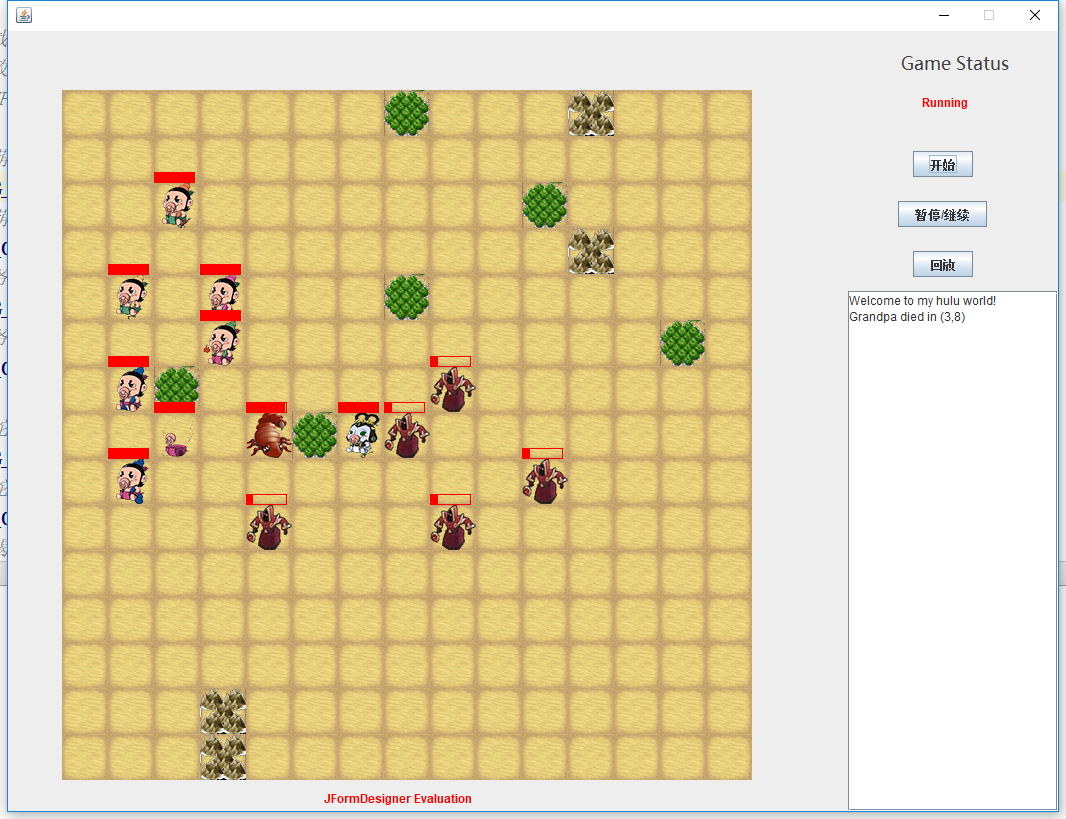 Game Status
Running
开始
暂停/继续
回放
Welcome to my hulu world!
Grandpa died in (3,8)
JFormDesigner Evaluation